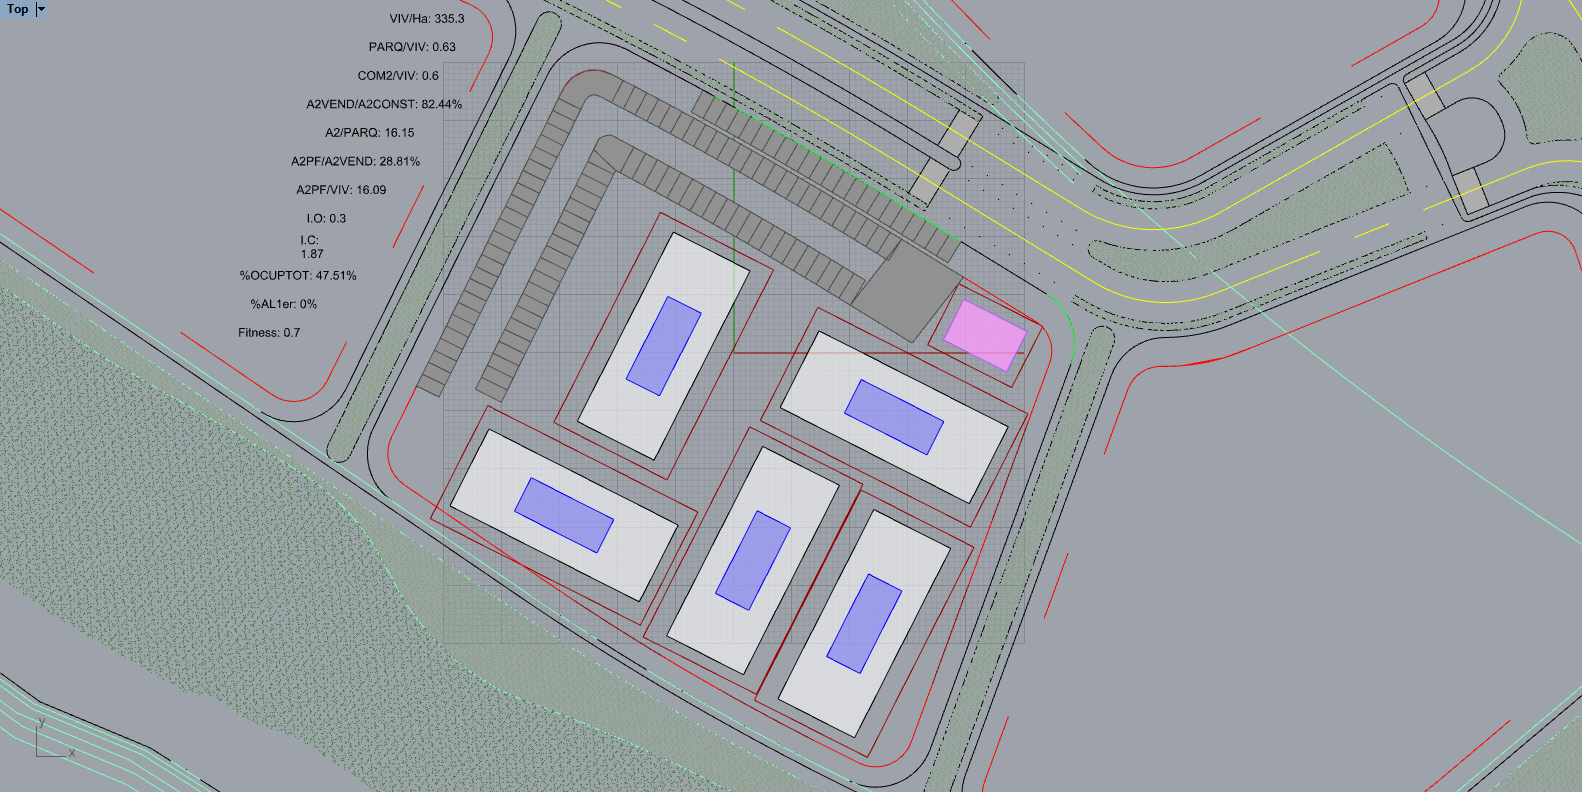 Top
VIV/Ha: 335.3
PARQ/VIV: 0.63
COM2/VIV: 0.6
A2VEND/A2CONST: 82.44%
A2/PARQ: 16.15
A2PF/A2VEND: 28.81%
A2PF/VIV: 16.09
I.O: 0.3
I.C:
1.87
%OCUPTOT: 47.51%
%AL1er: 0%
Fitness: 0.7
y
x